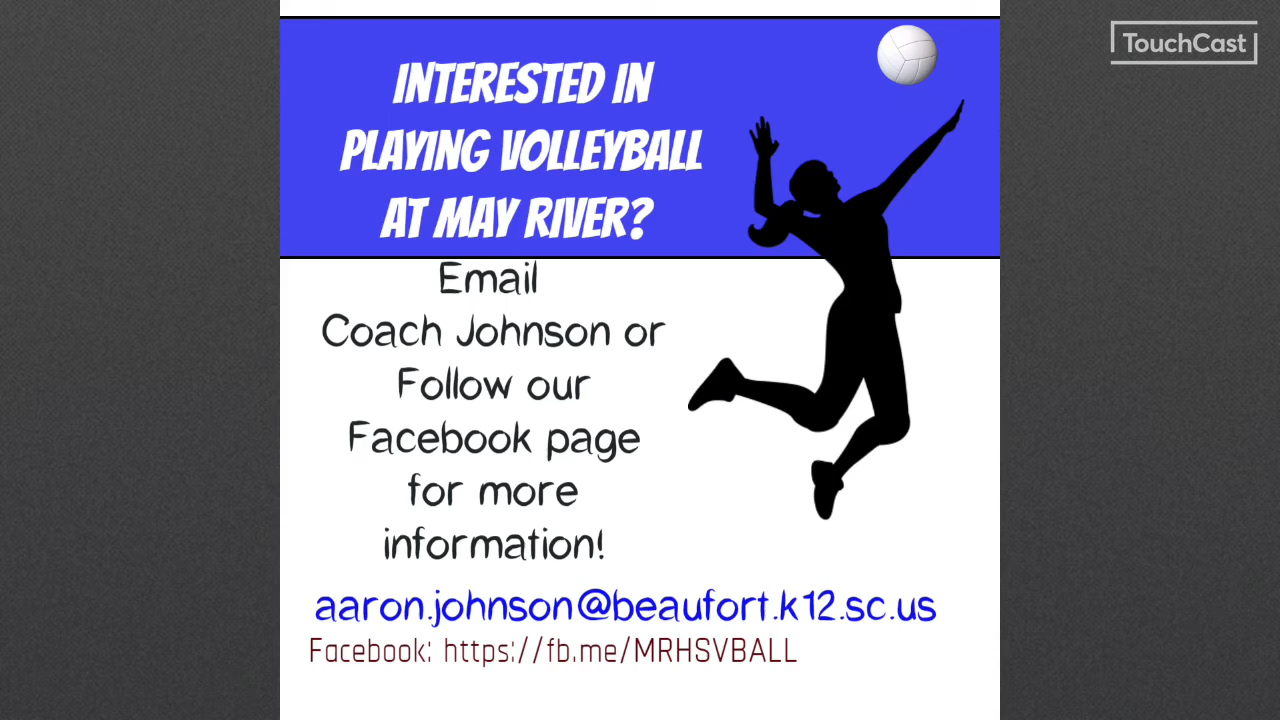 TouchCast
INTERESTED IN
PLAYING VOLLEYBALL
AT MAY RIVER?
Email
Coach Johnson or
Follow our
Facebook page
for more
information!
aaron.johnson@beaufort.k12.sc.us
Facebook: https://fb.me/MRHSVBALL